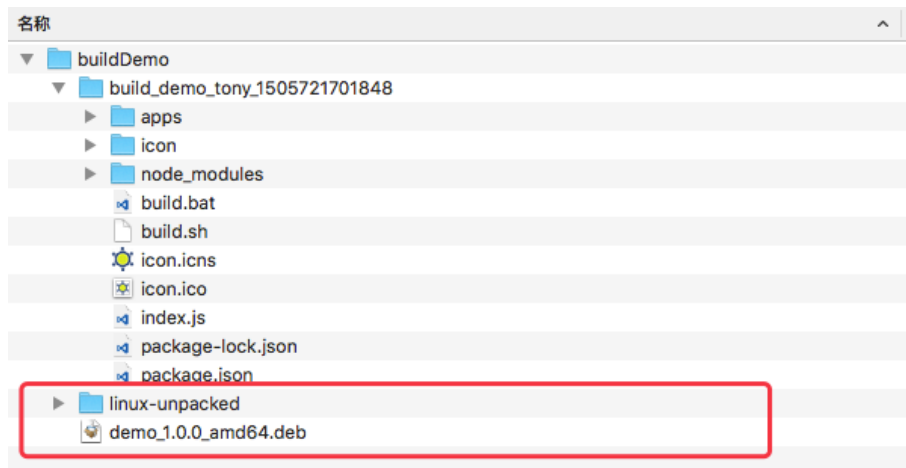 名称
buildDemo
build_demo_tony_1505721701848
apps
icon
node_modules
build.bat
build.sh
icon.icns
icon.ico
index.js
package-lock.json
package.json
linux-unpacked
demo_1.0.0_amd64.deb